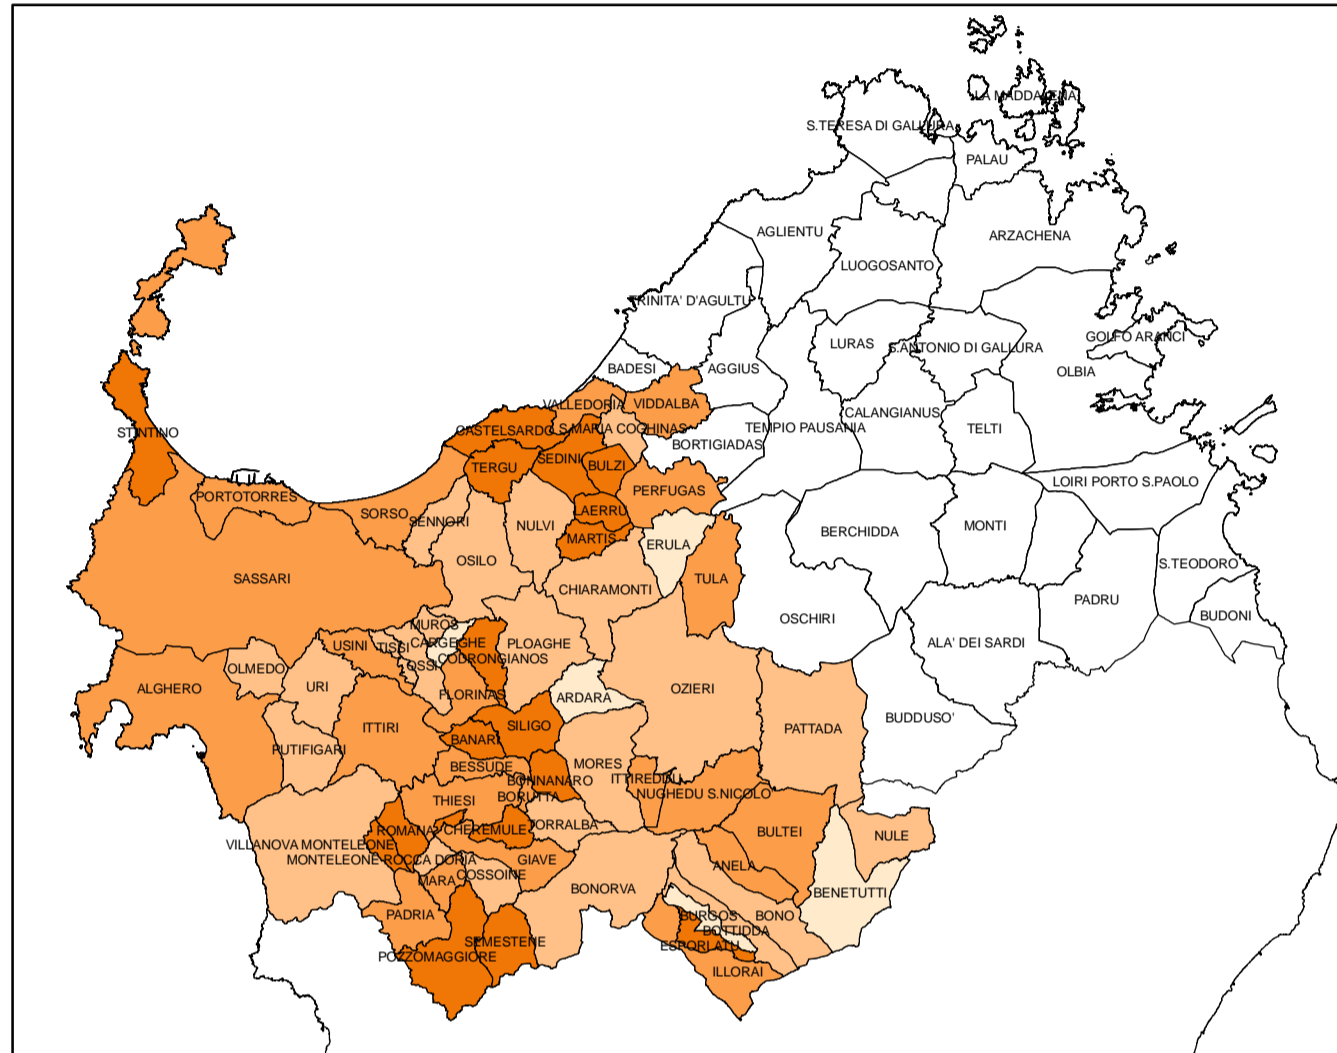 LA MADDALENA
S.TERESA DI GALLURA
PALAU
AGLIENTU
ARZACHENA
LUOGOSANTO
TRINITA' D'AGULTU
GOLFO ARANCI
LURAS
S.ANTONIO DI GALLURA
BADESI
AGGIUS
OLBIA
VALLEDORIA
VIDDALBA
CALANGIANUS
STINTINO
CASTELSARDO
S.MARIA COGHINAS
TEMPIO PAUSANIA
TELTI
BORTIGIADAS
SEDINI
TERGU
BULZI
LOIRI PORTO S.PAOLO
PORTOTORRES
PERFUGAS
SORSO
SENNORI
NULVI
LAERRU
BERCHIDDA
MONTI
MARTIS
ERULA
OSILO
S.TEODORO
SASSARI
TULA
CHIARAMONTI
PADRU
OSCHIRI
BUDONI
MUROS
USINI
TISSI
CARGEGHE
PLOAGHE
ALA' DEI SARDI
CODRONGIANOS
OLMEDO
OSSI
ALGHERO
URI
FLORINAS
ARDARA
OZIERI
ITTIRI
SILIGO
PATTADA
BUDDUSO'
PUTIFIGARI
BANARI
BESSUDE
MORES
BONNANARO
ITTIREDDU
NUGHEDU S.NICOLO'
THIESI
BORUTTA
ROMANA
CHEREMULE
TORRALBA
BULTEI
NULE
VILLANOVA MONTELEONE
MONTELEONE ROCCA DORIA
GIAVE
ANELA
MARA
COSSOINE
BONORVA
BENETUTTI
PADRIA
BURGOS
BONO
BOTTIDDA
SEMESTENE
ESPORLATU
POZZOMAGGIORE
ILLORAI